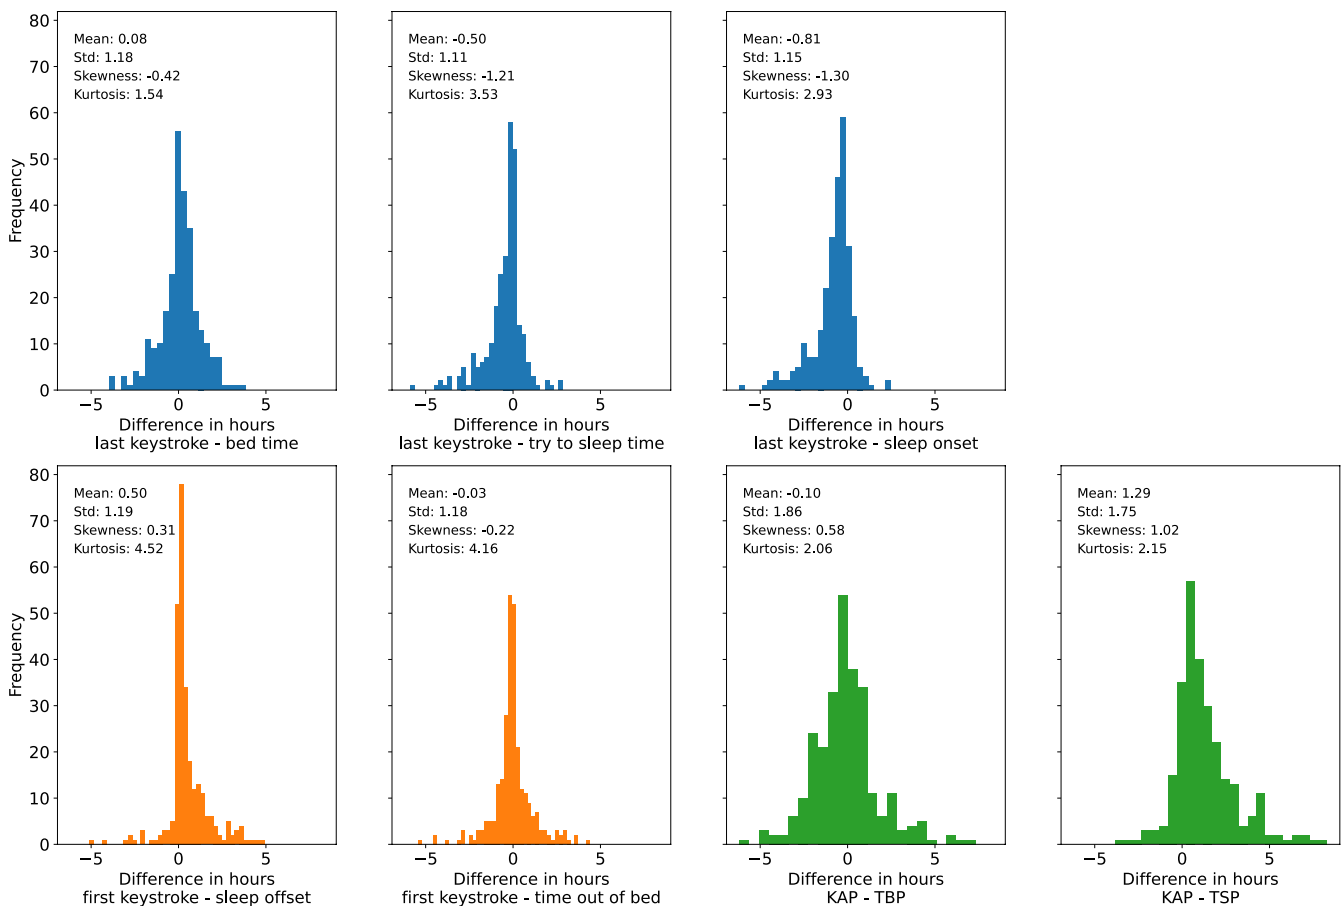 80
70
60
50
40
30
20
10
0
Frequency
Mean: 0.08
Std: 1.18
Skewness: -0.42
Kurtosis: 1.54
−5 0 5
Difference in hours
last keystroke - bed time
Mean: -0.50
Std: 1.11
Skewness: -1.21
Kurtosis: 3.53
−5 0 5
Difference in hours
last keystroke - try to sleep time
Mean: -0.81
Std: 1.15
Skewness: -1.30
Kurtosis: 2.93
−5 0 5
Difference in hours
last keystroke - sleep onset
80
70
60
50
40
30
20
10
0
Frequency
Mean: 0.50
Std: 1.19
Skewness: 0.31
Kurtosis: 4.52
−5 0 5
Difference in hours
first keystroke - sleep offset
Mean: -0.03
Std: 1.18
Skewness: -0.22
Kurtosis: 4.16
−5 0 5
Difference in hours
first keystroke - time out of bed
Mean: -0.10
Std: 1.86
Skewness: 0.58
Kurtosis: 2.06
−5 0 5
Difference in hours
KAP - TBP
Mean: 1.29
Std: 1.75
Skewness: 1.02
Kurtosis: 2.15
−5 0 5
Difference in hours
KAP - TSP